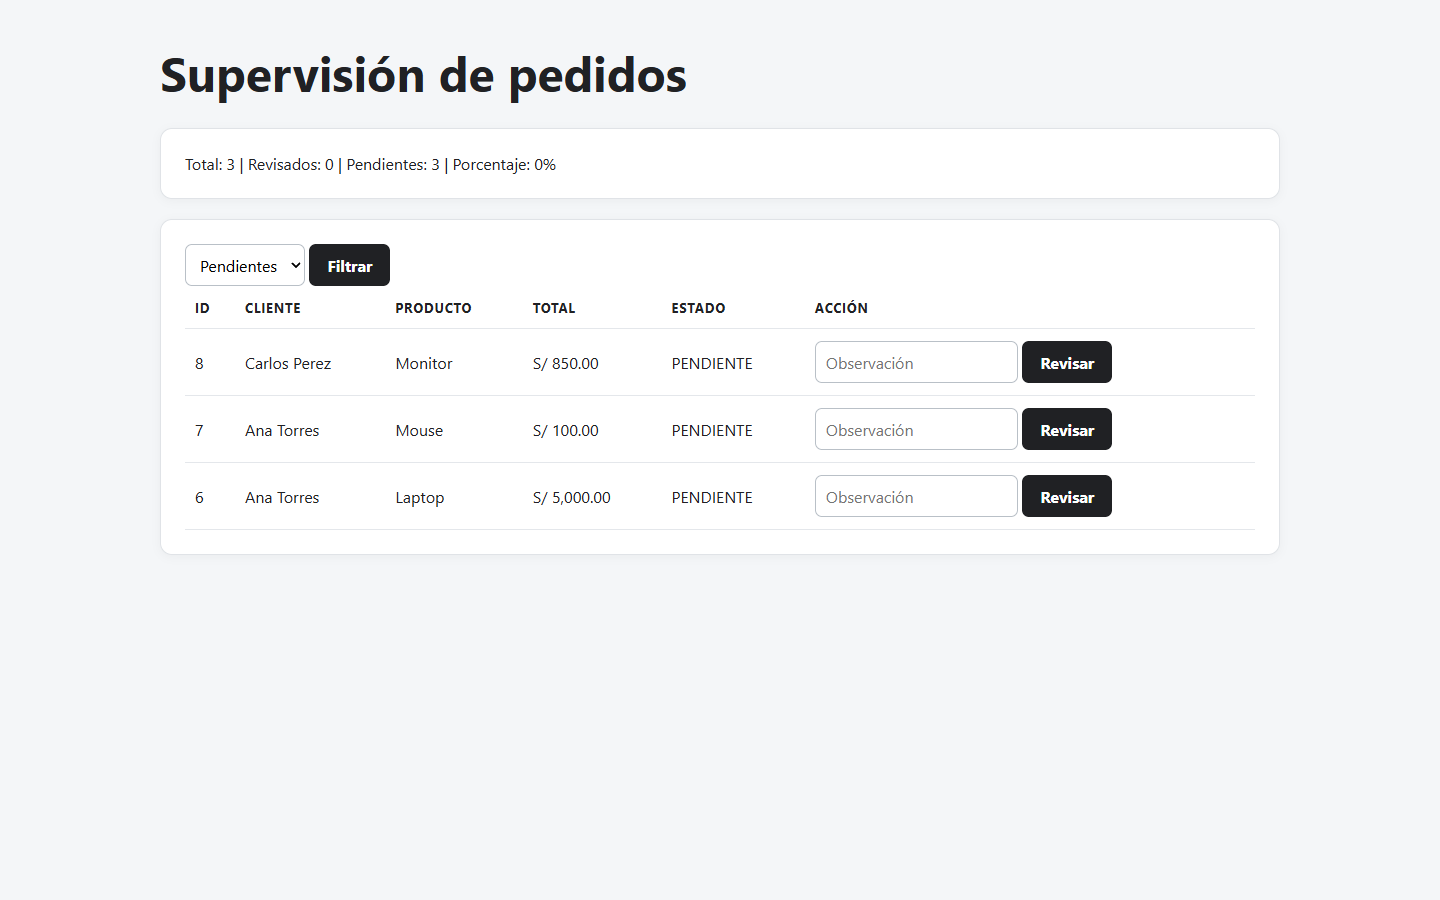 Supervisión de pedidos
Total: 3 | Revisados: 0 | Pendientes: 3 | Porcentaje: 0%
Pendientes Filtrar
ID CLIENTE PRODUCTO TOTAL ESTADO ACCIÓN
8 Carlos Perez Monitor S/ 850.00 PENDIENTE Observación Revisar
7 Ana Torres Mouse S/ 100.00 PENDIENTE Observación Revisar
6 Ana Torres Laptop S/ 5,000.00 PENDIENTE Observación Revisar